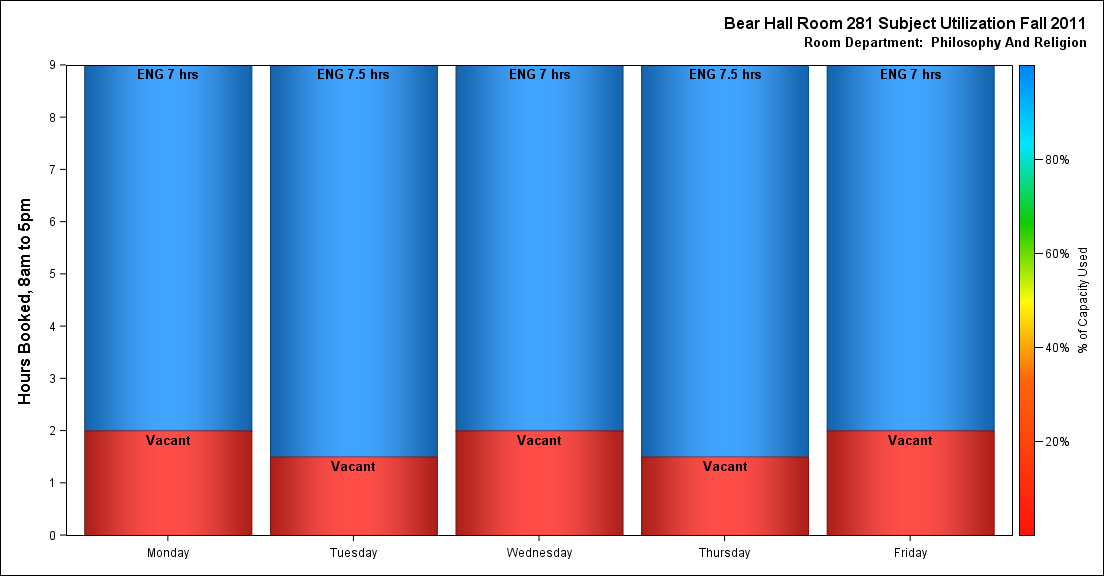 Bear Hall Room 281 Subject Utilization Fall 2011
Room Department:  Philosophy And Religion
Hours Booked, 8am to 5pm
9
8
7
6
5
4
3
2
1
0
ENG 7 hrs
ENG 7.5 hrs
ENG 7 hrs
ENG 7.5 hrs
ENG 7 hrs
Vacant
Vacant
Vacant
Vacant
Vacant
Monday
Tuesday
Wednesday
Thursday
Friday
80%
60%
40%
20%
% of Capacity Used